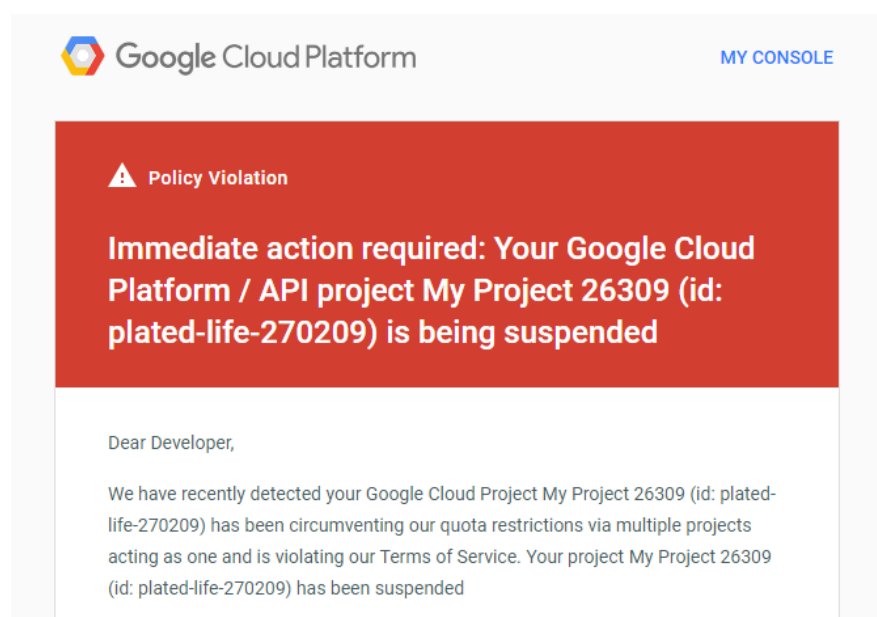 Google Cloud Platform
MY CONSOLE
Policy Violation
Immediate action required: Your Google Cloud
Platform / API project My Project 26309 (id:
plated-life-270209) is being suspended
Dear Developer,
We have recently detected your Google Cloud Project My Project 26309 (id: plated-
life-270209) has been circumventing our quota restrictions via multiple projects
acting as one and is violating our Terms of Service. Your project My Project 26309
(id: plated-life-270209) has been suspended